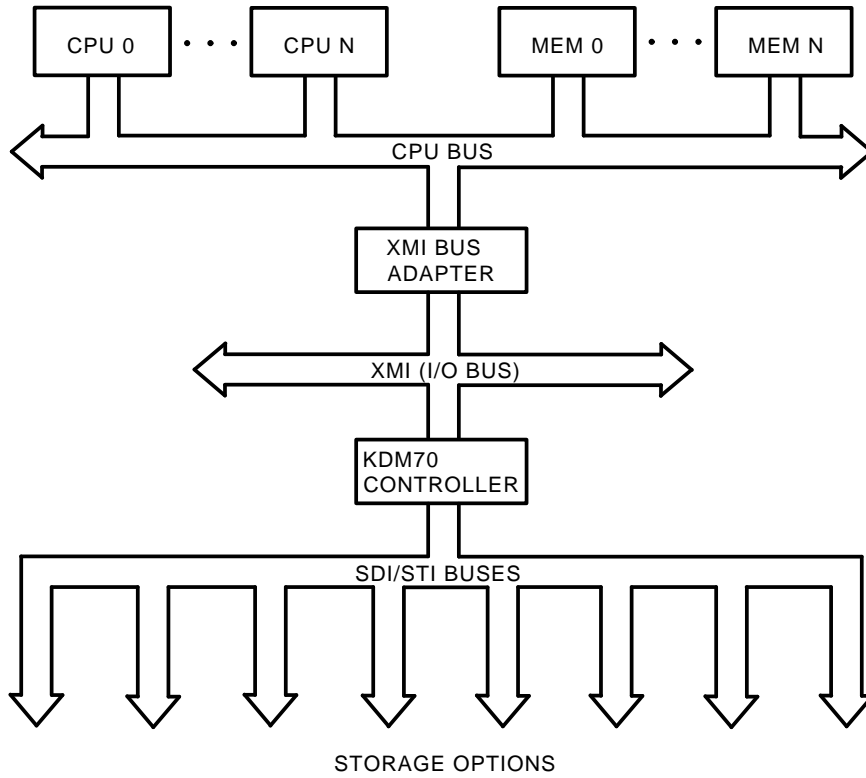 CPU 0 . . . CPU N MEM 0 . . . MEM N
CPU BUS
XMI BUS
ADAPTER
XMI (I/O BUS)
KDM70
CONTROLLER
SDI/STI BUSES
STORAGE OPTIONS